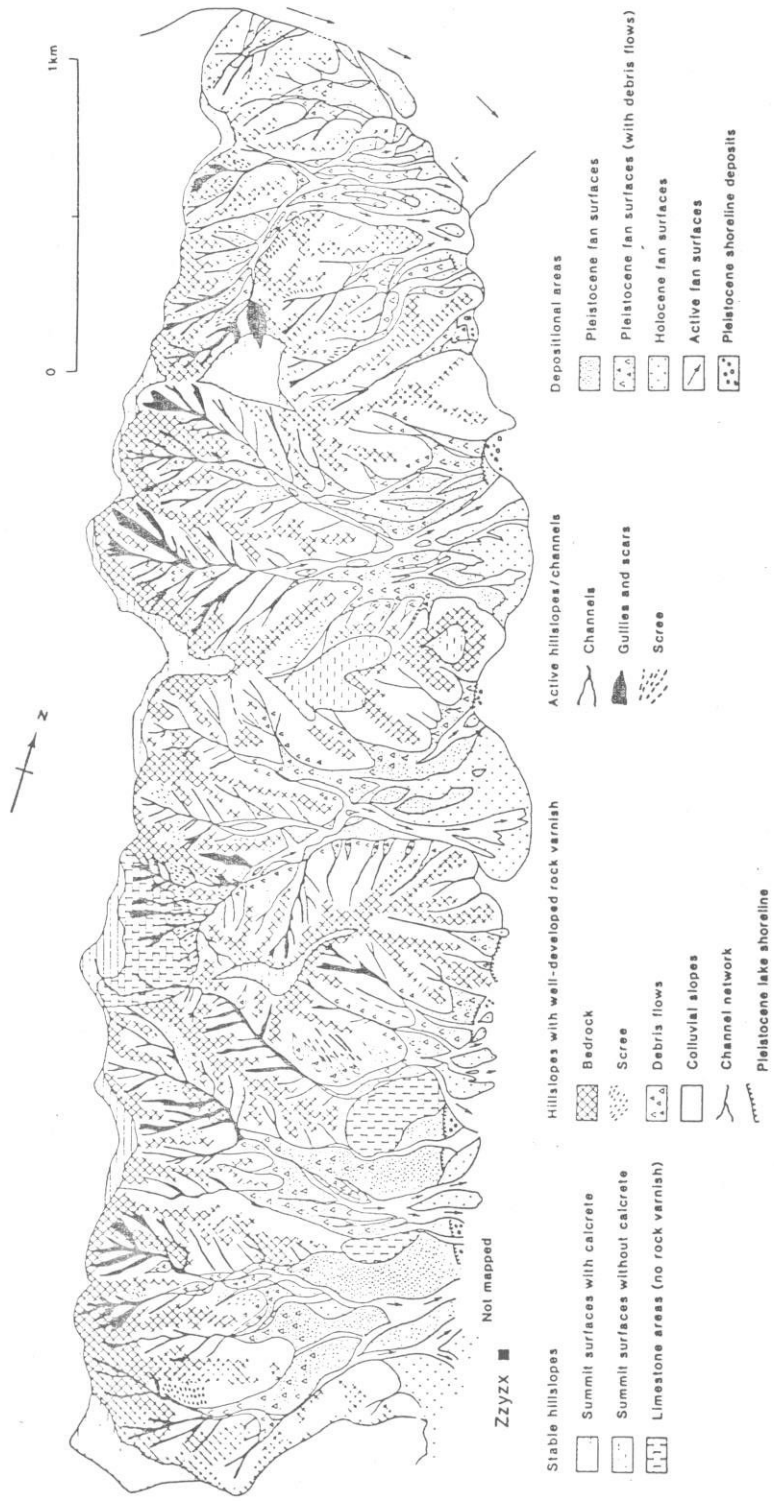 0
1km
z
Zzyzx
Not mapped
Stable hillslopes
Summit surfaces with calcrete
Summit surfaces without calcrete
Limestone areas (no rock varnish)
Hillslopes with well-developed rock varnish
Bedrock
Scree
Debris flows
Colluvial slopes
Channel network
Pleistocene lake shoreline
Active hillslopes/channels
Channels
Gullies and scars
Scree
Depositional areas
Pleistocene fan surfaces
Pleistocene fan surfaces (with debris flows)
Holocene fan surfaces
Active fan surfaces
Pleistocene shoreline deposits